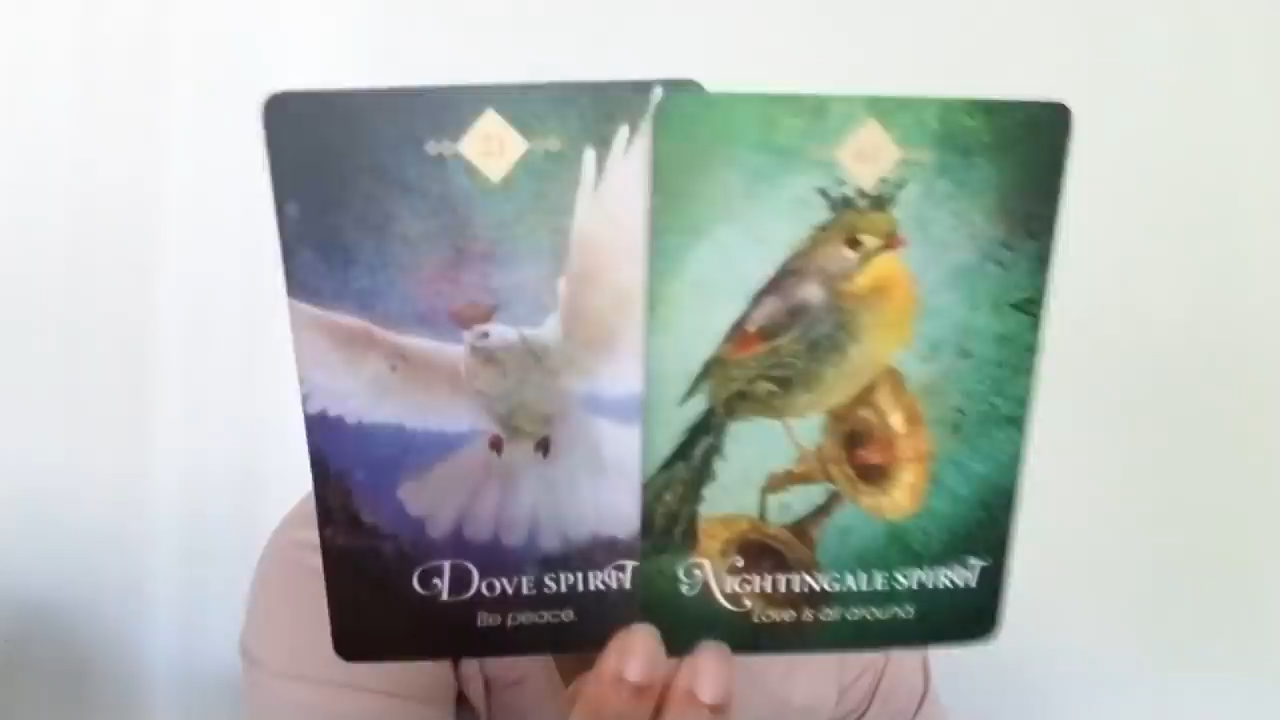 Dove Spirit
Be peace.
Nightingale Spirit
Love is all around